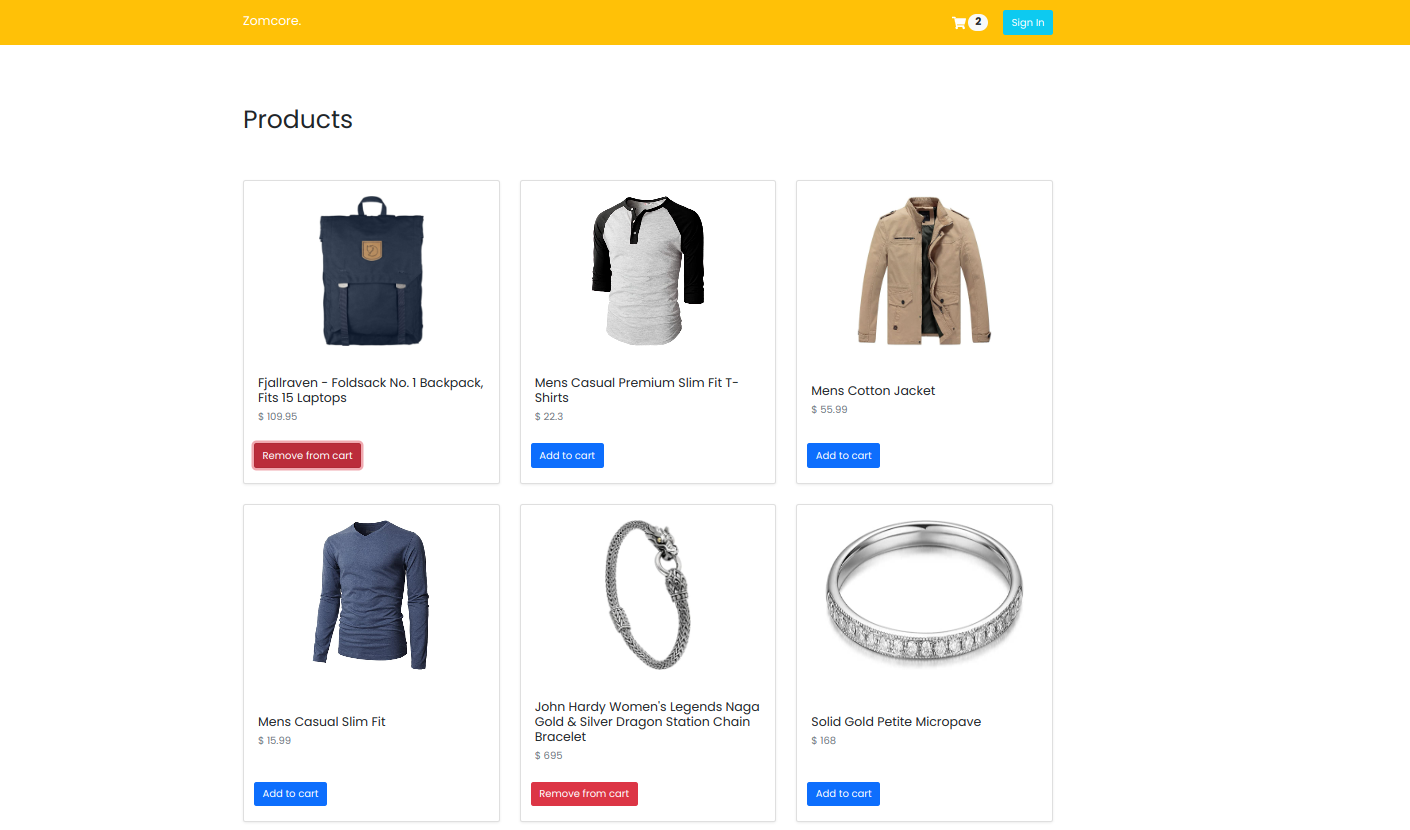 Zomcore.
2
Sign In
Products
Fjallraven - Foldsack No. 1 Backpack,
Fits 15 Laptops
$ 109.95
Remove from cart
Mens Casual Premium Slim Fit T-
Shirts
$ 22.3
Add to cart
Mens Cotton Jacket
$ 55.99
Add to cart
Mens Casual Slim Fit
$ 15.99
Add to cart
John Hardy Women's Legends Naga
Gold & Silver Dragon Station Chain
Bracelet
$ 695
Remove from cart
Solid Gold Petite Micropave
$ 168
Add to cart